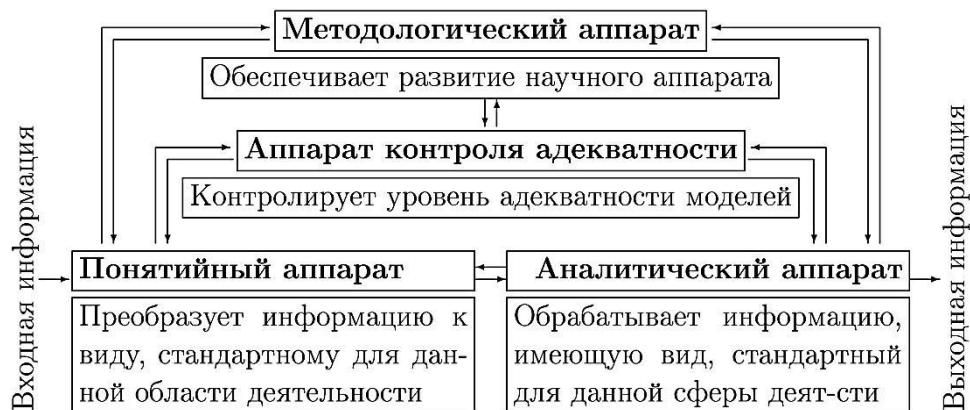 Методологический аппарат
Обеспечивает развитие научного аппарата
Аппарат контроля адекватности
Контролирует уровень адекватности моделей
Входная информация
Понятийный аппарат
Преобразует информацию к
виду, стандартному для дан-
ной области деятельности
Аналитический аппарат
Обрабатывает информацию,
имеющую вид, стандартный
для данной сферы деят-сти
Выходная информация